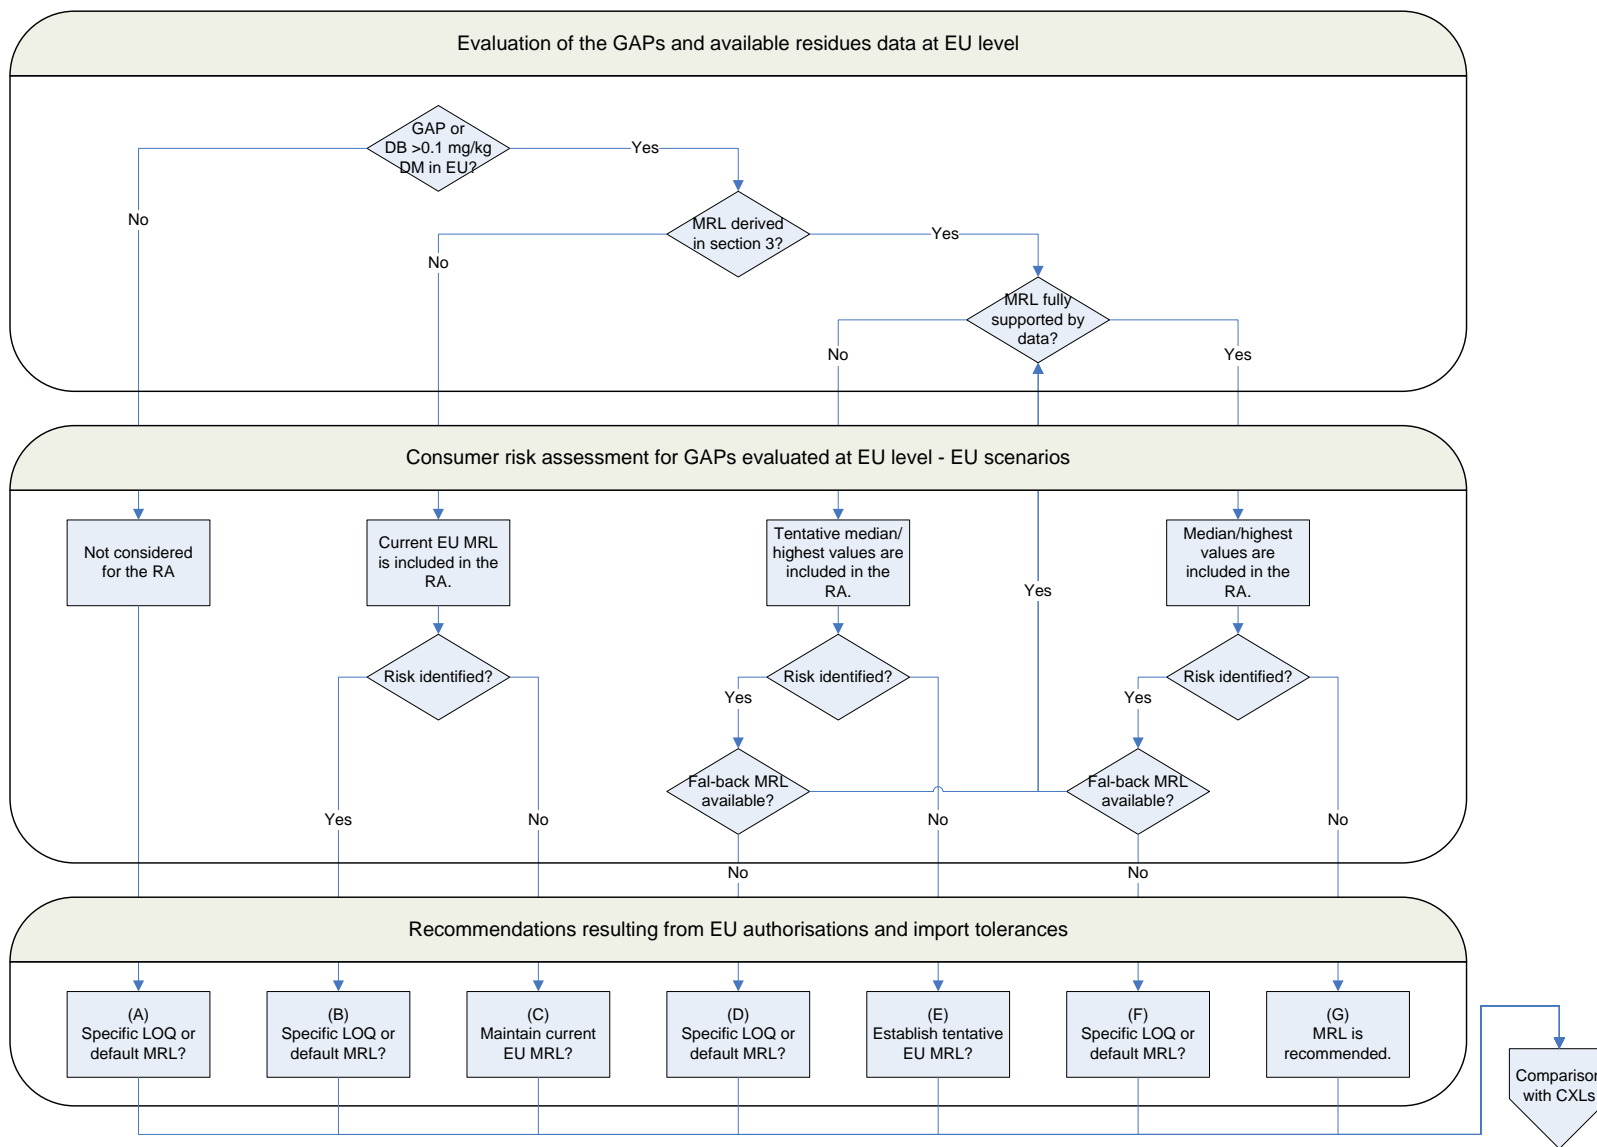 Evaluation of the GAPs and available residues data at EU level
GAP or
DB >0.1 mg/kg
DM in EU?
Yes
No
MRL derived
in section 3?
Yes
No
MRL fully
supported by
data?
No
Yes
Consumer risk assessment for GAPs evaluated at EU level - EU scenarios
Not considered
for the RA
Current EU MRL
is included in the
RA.
Tentative median/
highest values are
included in the
RA.
Median/highest
values are
included in the
RA.
Yes
Risk identified?
Risk identified?
Risk identified?
Yes
Yes
Fal-back MRL
available?
Fal-back MRL
available?
Yes
No
No
No
No
No
Recommendations resulting from EU authorisations and import tolerances
(A)
Specific LOQ or
default MRL?
(B)
Specific LOQ or
default MRL?
(C)
Maintain current
EU MRL?
(D)
Specific LOQ or
default MRL?
(E)
Establish tentative
EU MRL?
(F)
Specific LOQ or
default MRL?
(G)
MRL is
recommended.
Comparison
with CXLs